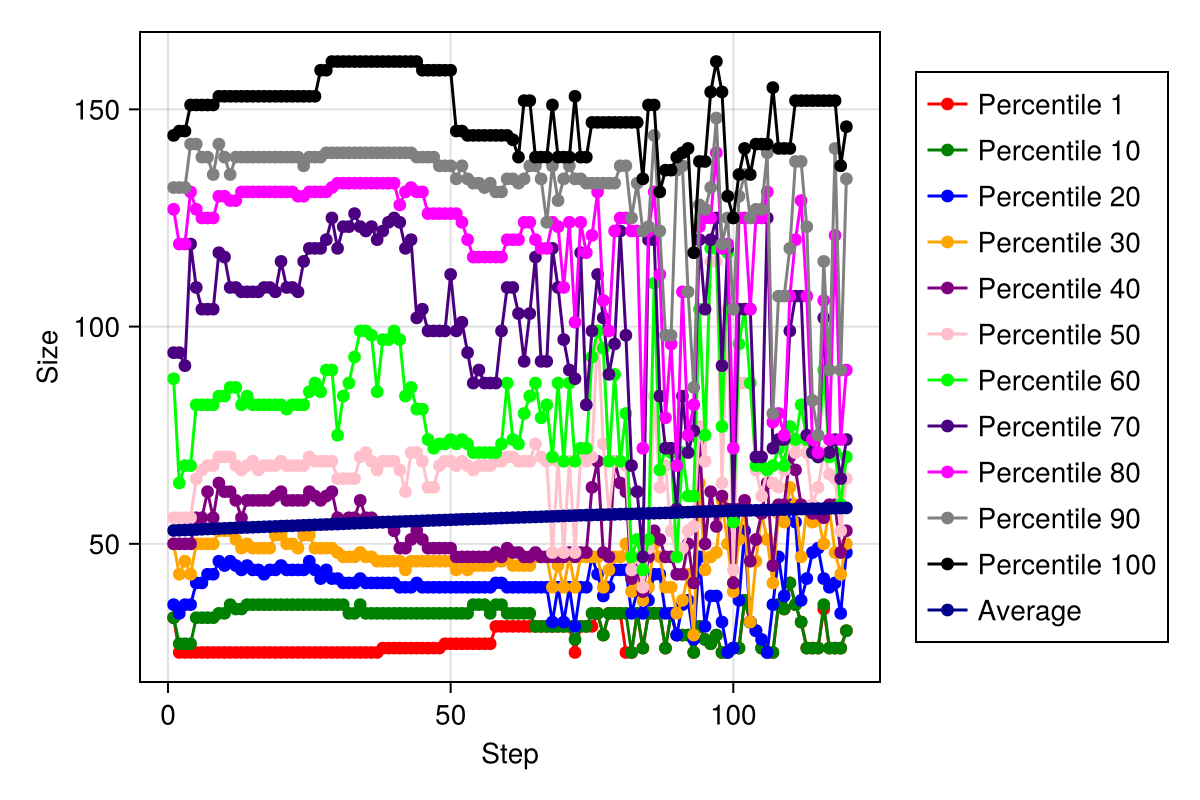 150
100
50
Size
0
50
100
Step
Percentile 1
Percentile 10
Percentile 20
Percentile 30
Percentile 40
Percentile 50
Percentile 60
Percentile 70
Percentile 80
Percentile 90
Percentile 100
Average